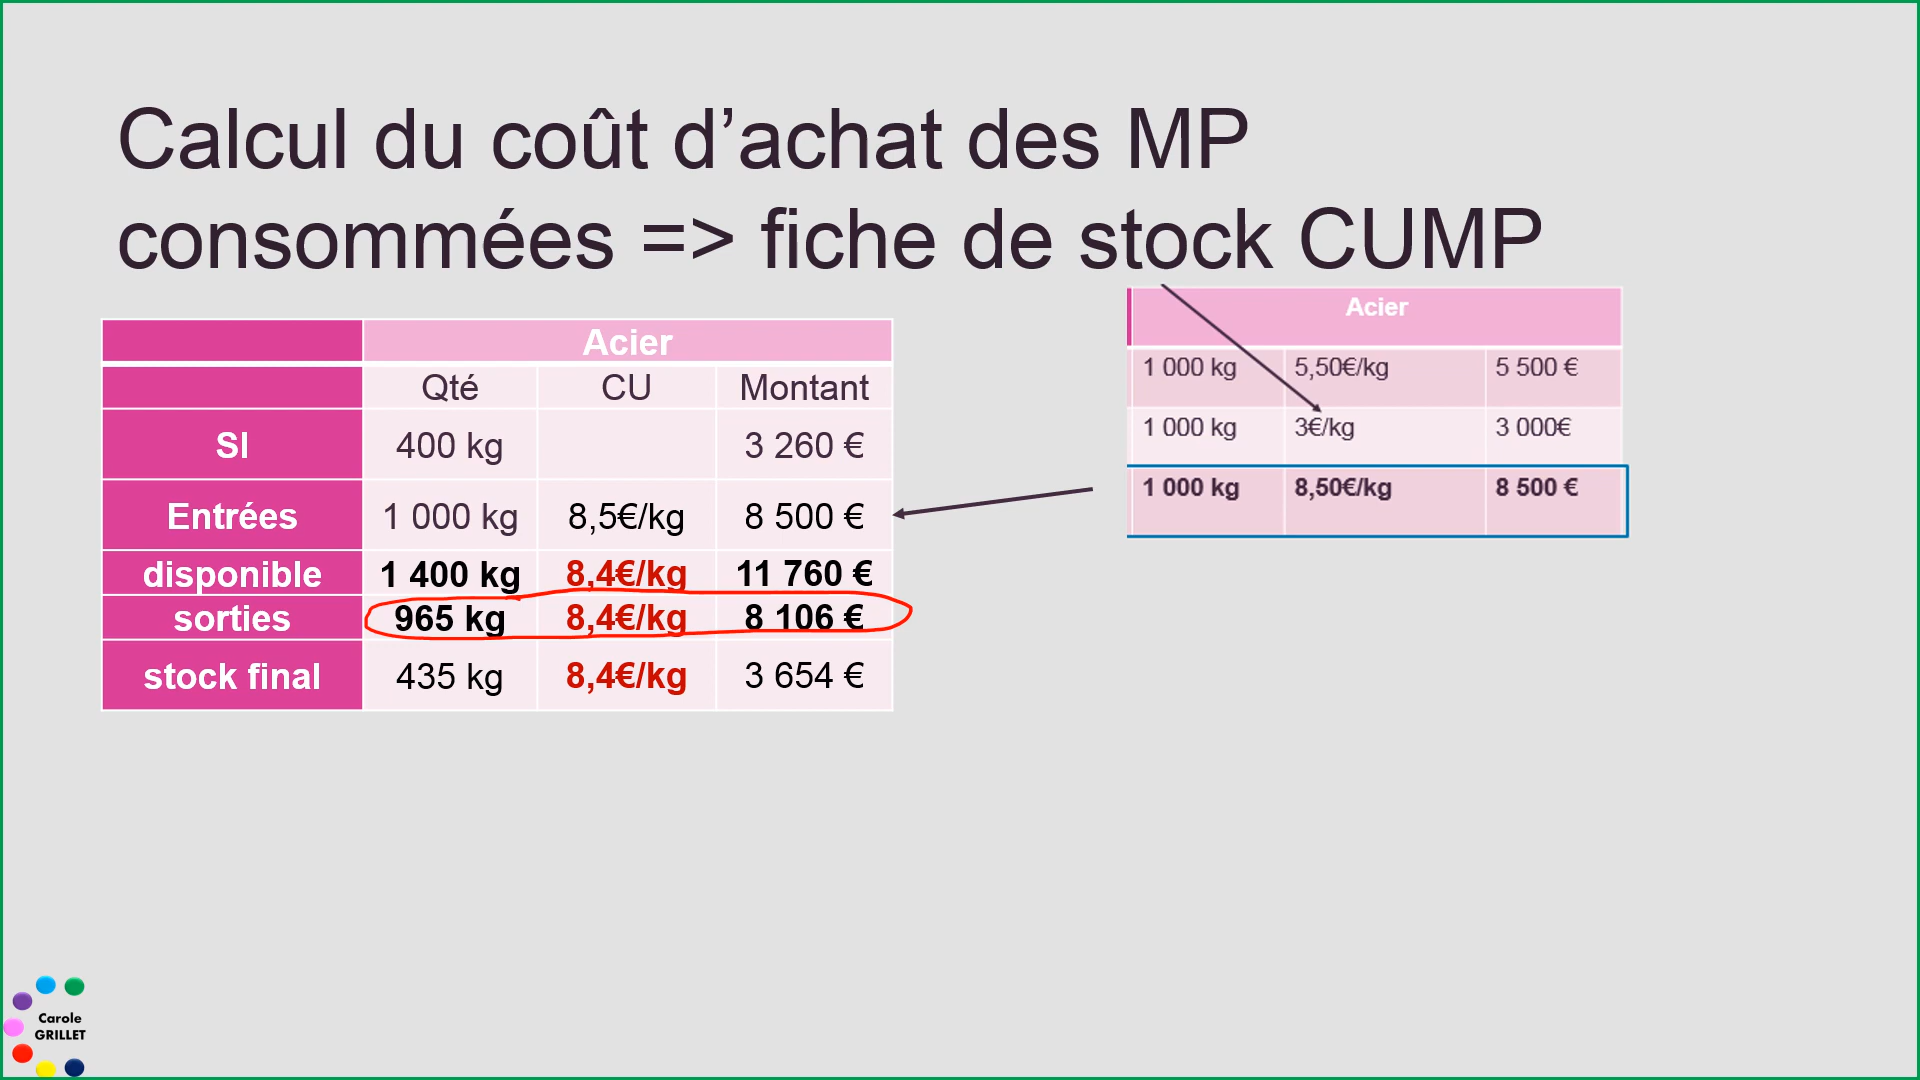 Calcul du coût d’achat des MP
consommées => fiche de stock CUMP
Acier
Qté CU Montant
SI 400 kg 3 260 €
Entrées 1 000 kg 8,5€/kg 8 500 €
disponible 1 400 kg 8,4€/kg 11 760 €
sorties 965 kg 8,4€/kg 8 106 €
stock final 435 kg 8,4€/kg 3 654 €
Acier
1 000 kg 5,50€/kg 5 500 €
1 000 kg 3€/kg 3 000€
1 000 kg 8,50€/kg 8 500 €
Carole
GRILLET